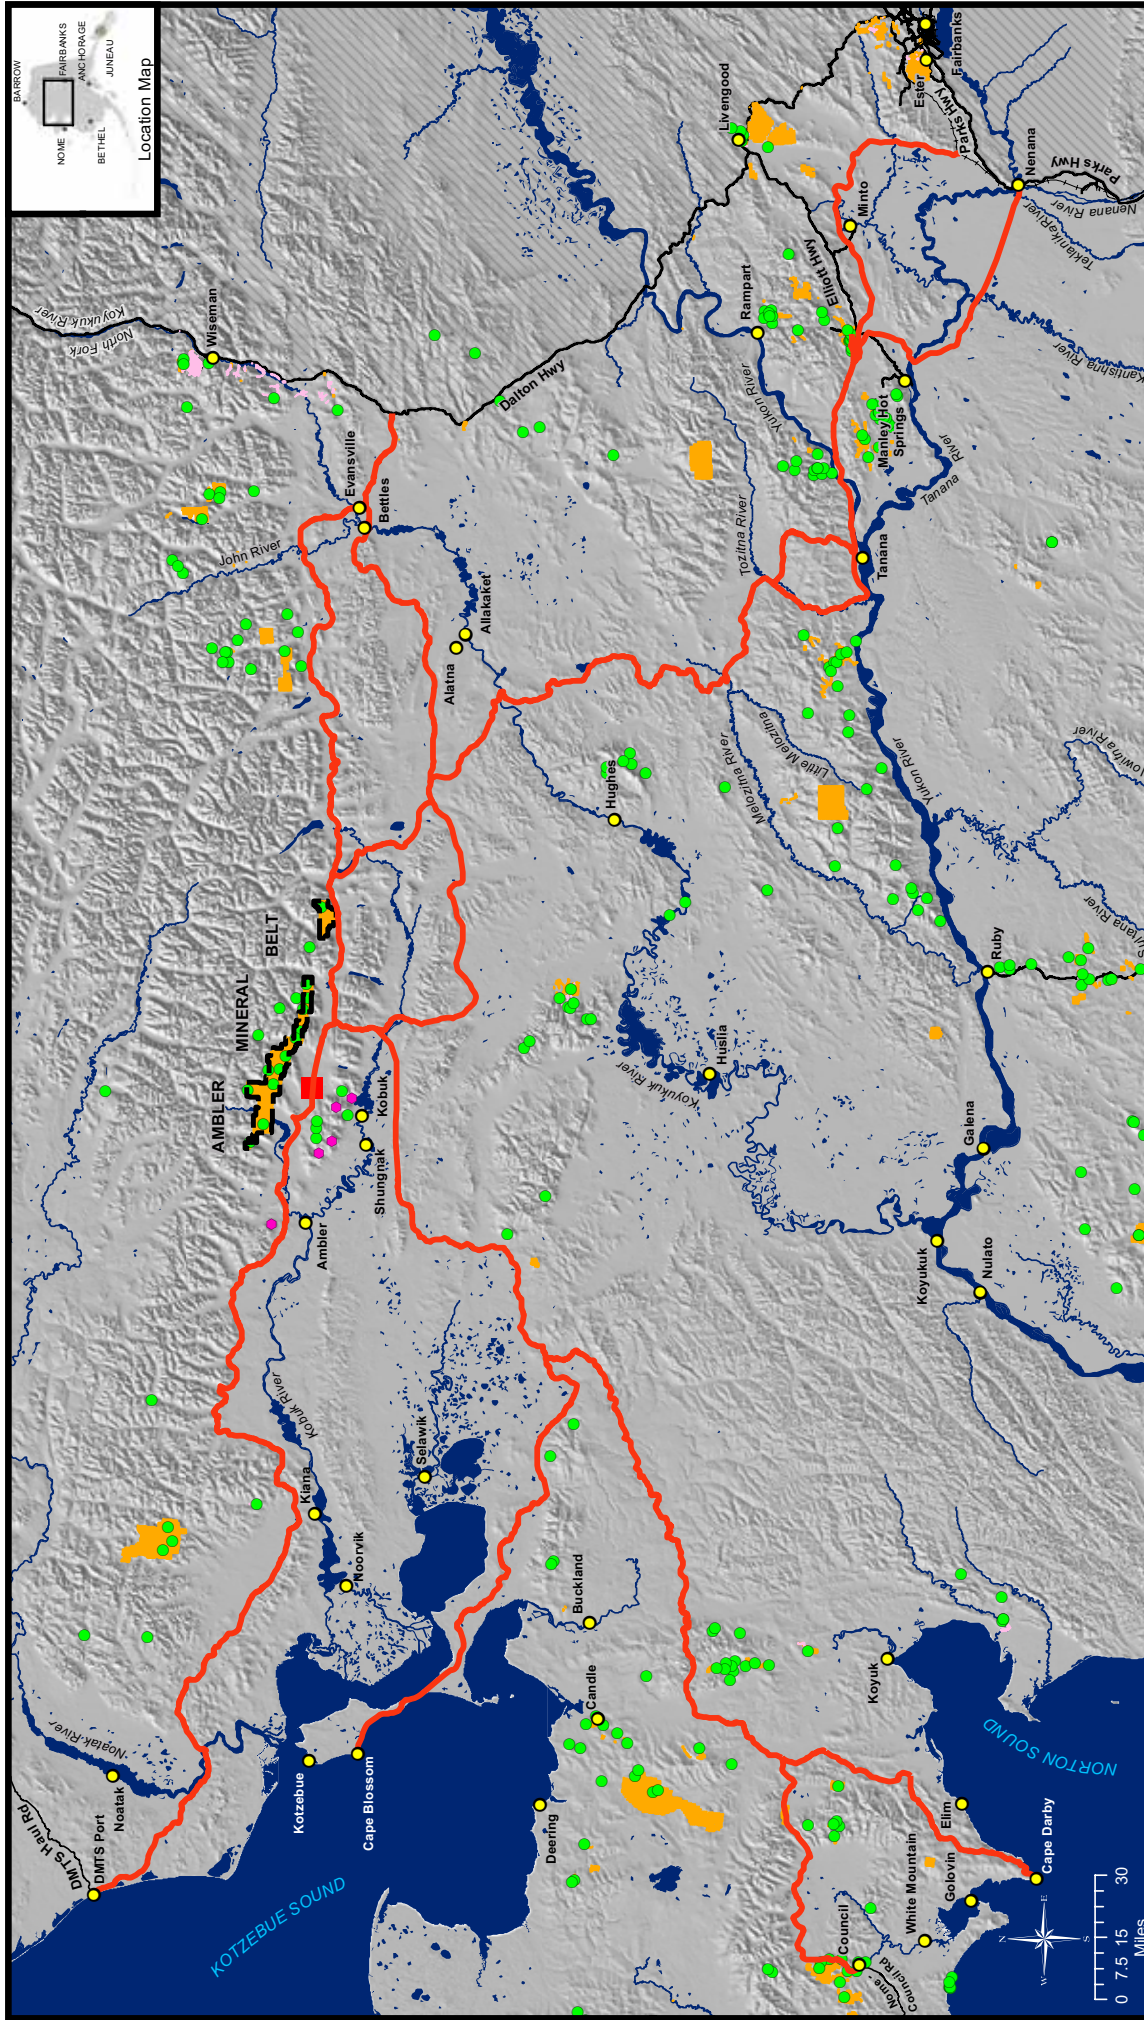 BARROW
NOME
FAIRBANKS
ANCHORAGE
BETHEL
JUNEAU
Location Map
Koyukuk River
North Fork
Wiseman
Livengood
Fairbanks
Ester
Parks Hwy
Nenana
Parks Hwy
Nenana River
Teklanika River
Minto
Elliott Hwy
Rampart
Dalton Hwy
Yukon River
Kantishna River
Manley Hot
Springs
Tanana
River
Tanana
Evansville
Bettles
John River
Tozitna River
Tanana
Allakaket
Alatna
Melozitna River
Little Melozitna
Yukon River
Hughes
BELT
MINERAL
AMBLER
Ruby
Huslia
Koyukuk River
Kobuk
Shungnak
Ambler
Galena
Koyukuk
Nulato
Kobuk River
Kiana
Selawik
Noorvik
Buckland
Candle
Koyuk
NORTON SOUND
Noatak River
Noatak
DMTS Haul Rd
DMTS Port
Kotzebue
Cape Blossom
KOTZEBUE SOUND
Deering
Elim
Cape Darby
Golovin
White Mountain
Council
Nome -
Council Rd
N
E
S
W
0 7.5 15 30
Miles